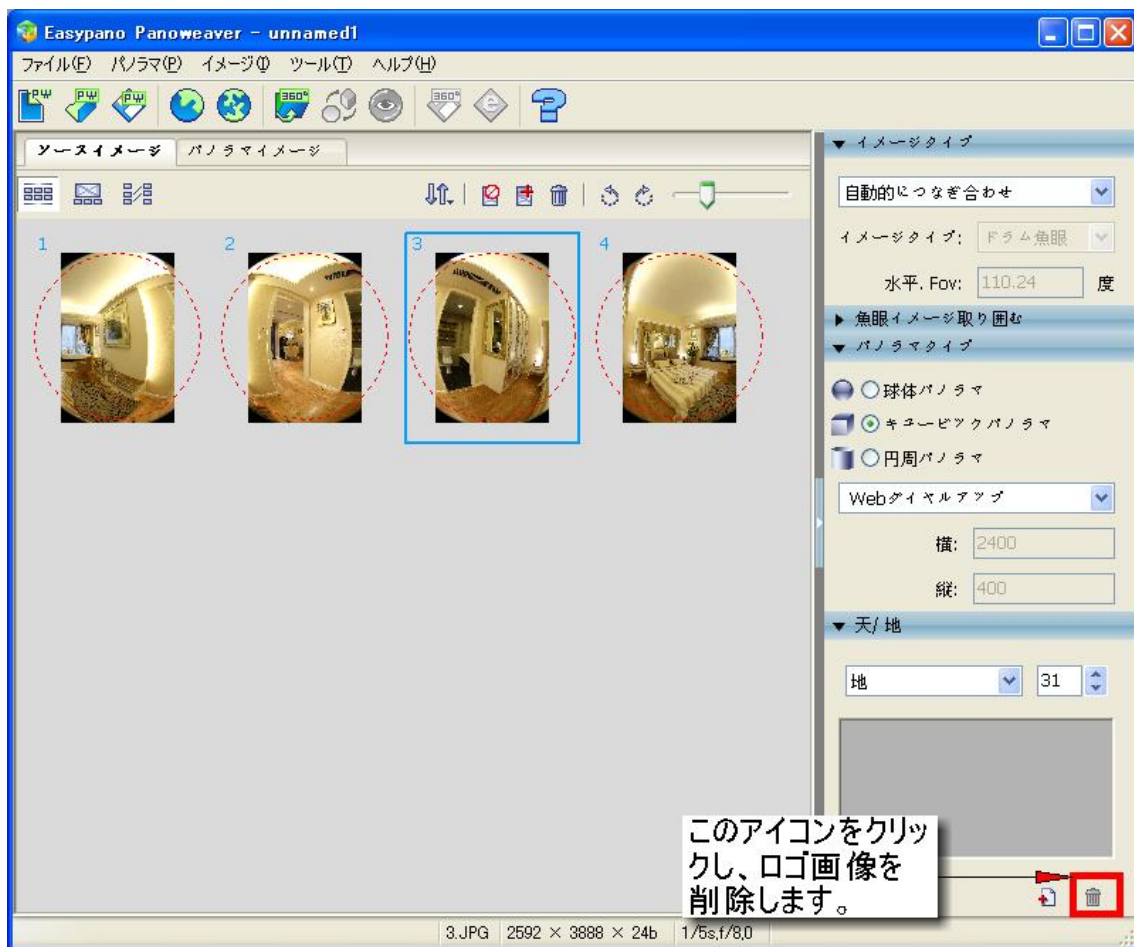 Easypano Panoweaver - unnamed1
ファイル(F) パノラマ(P) イメージ(I) ツール(T) ヘルプ(H)
ソースイメージ パノラマイメージ
1 2 3 4
▼ イメージタイプ
自動的につなぎ合わせ
イメージタイプ: ドラム魚眼
水平. Fov: 110.24 度
▶ 魚眼イメージ取り囲む
▼ パノラマタイプ
球体パノラマ
キュービックパノラマ
円周パノラマ
Webダイヤルアップ
横: 2400
縦: 400
▼ 天/地
地 31
このアイコンをクリッ
クし、ロゴ画像を
削除します。
3.JPG 2592 × 3888 × 24b 1/5s,f/8,0